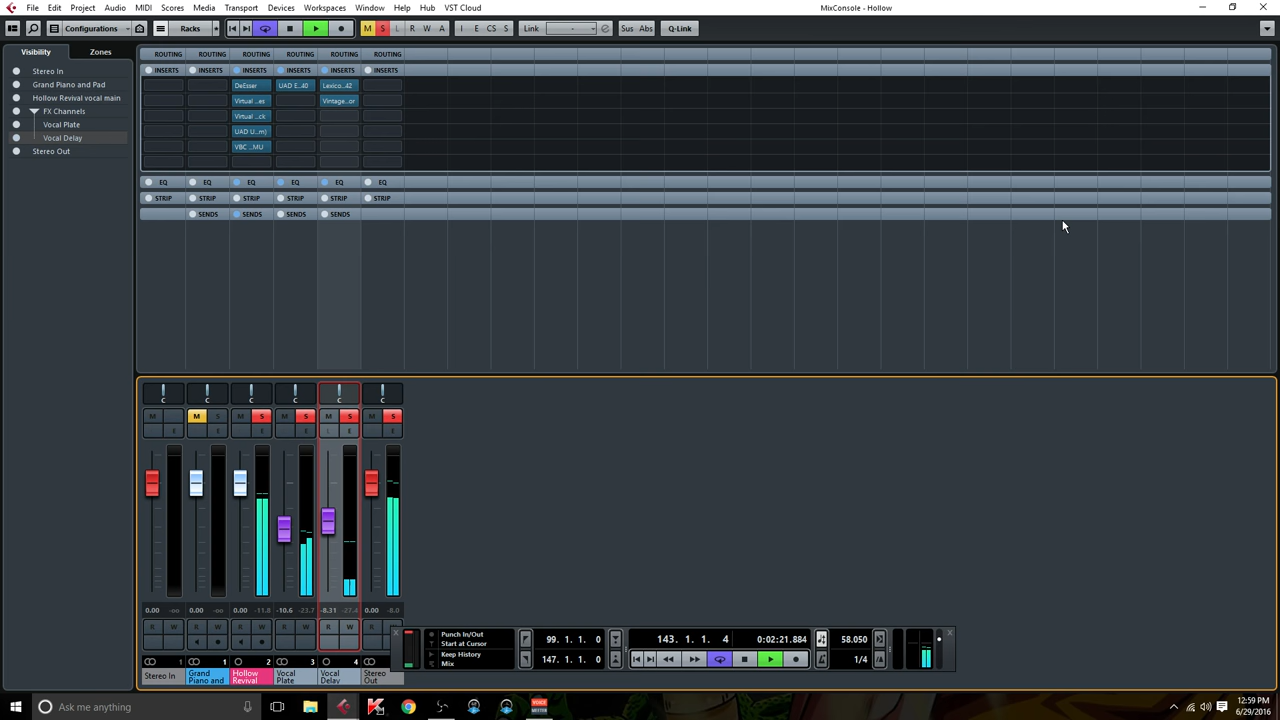 File Edit Project Audio MIDI Scores Media Transport Devices Workspaces Window Help Hub VST Cloud
MixConsole - Hollow
Configurations Racks M S L R W A I E CS S Link - Sus Abs Q-Link
Visibility Zones
Stereo In
Grand Piano and Pad
Hollow Revival vocal main
FX Channels
Vocal Plate
Vocal Delay
Stereo Out
ROUTING ROUTING ROUTING ROUTING ROUTING ROUTING
INSERTS INSERTS INSERTS INSERTS INSERTS INSERTS
DeEsser UAD E...40 Lexico...42
Virtual ...es Vintage...or
Virtual ...ck
UAD U...m)
VBC ...MU
EQ EQ EQ EQ EQ EQ
STRIP STRIP STRIP STRIP STRIP STRIP
SENDS SENDS SENDS SENDS
C C C C C C
M M S M S M S M S S
E E E E L E E
0.00 -oo 0.00 -oo 0.00 -11.8 -10.6 -23.7 -8.31 -27.4 0.00 -8.0
R W R W R W R W R W R W
1 1 2 3 4
Stereo In Grand Piano and Hollow Revival Vocal Plate Vocal Delay Stereo Out
Punch In/Out
Start at Cursor
Keep History
Mix
99. 1. 1. 0
147. 1. 1. 0
143. 1. 1. 4 0:02:21.884
58.050
1/4
Ask me anything
VOICE MEETER
12:59 PM
6/29/2016